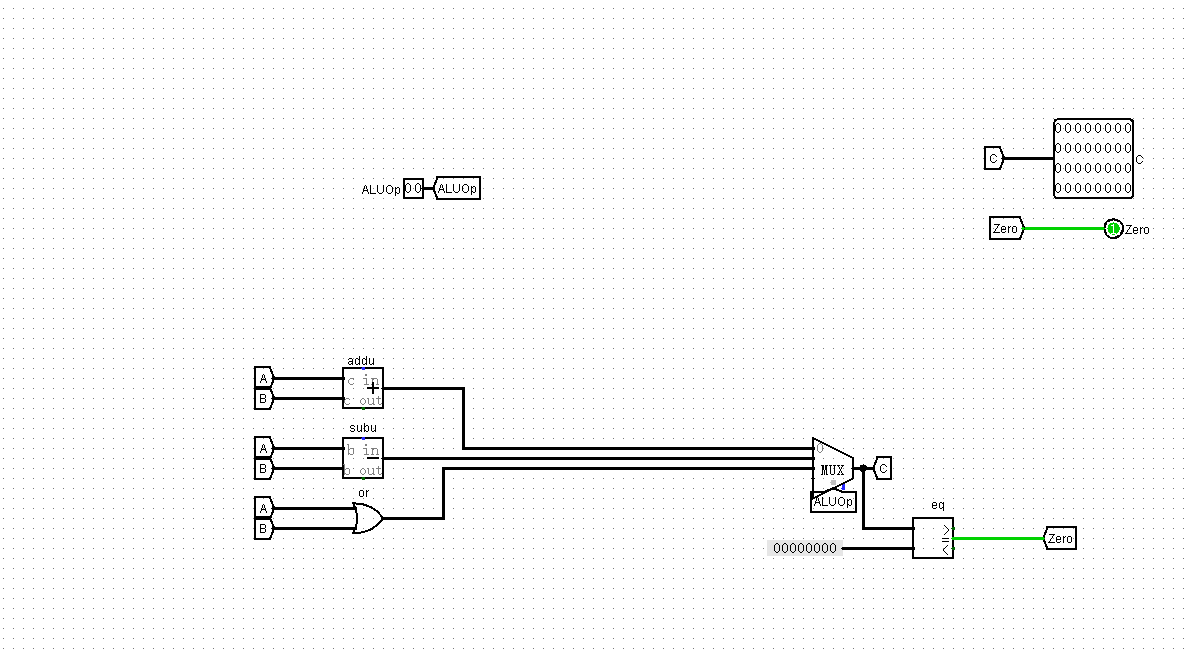 C
00000000
00000000
00000000
00000000
C
ALUOp
00
ALUOp
Zero
1
Zero
addu
A
B
c in
+
c out
subu
A
B
b in
b out
or
A
B
0
MUX
C
ALUOp
eq
00000000
>
=
<
Zero